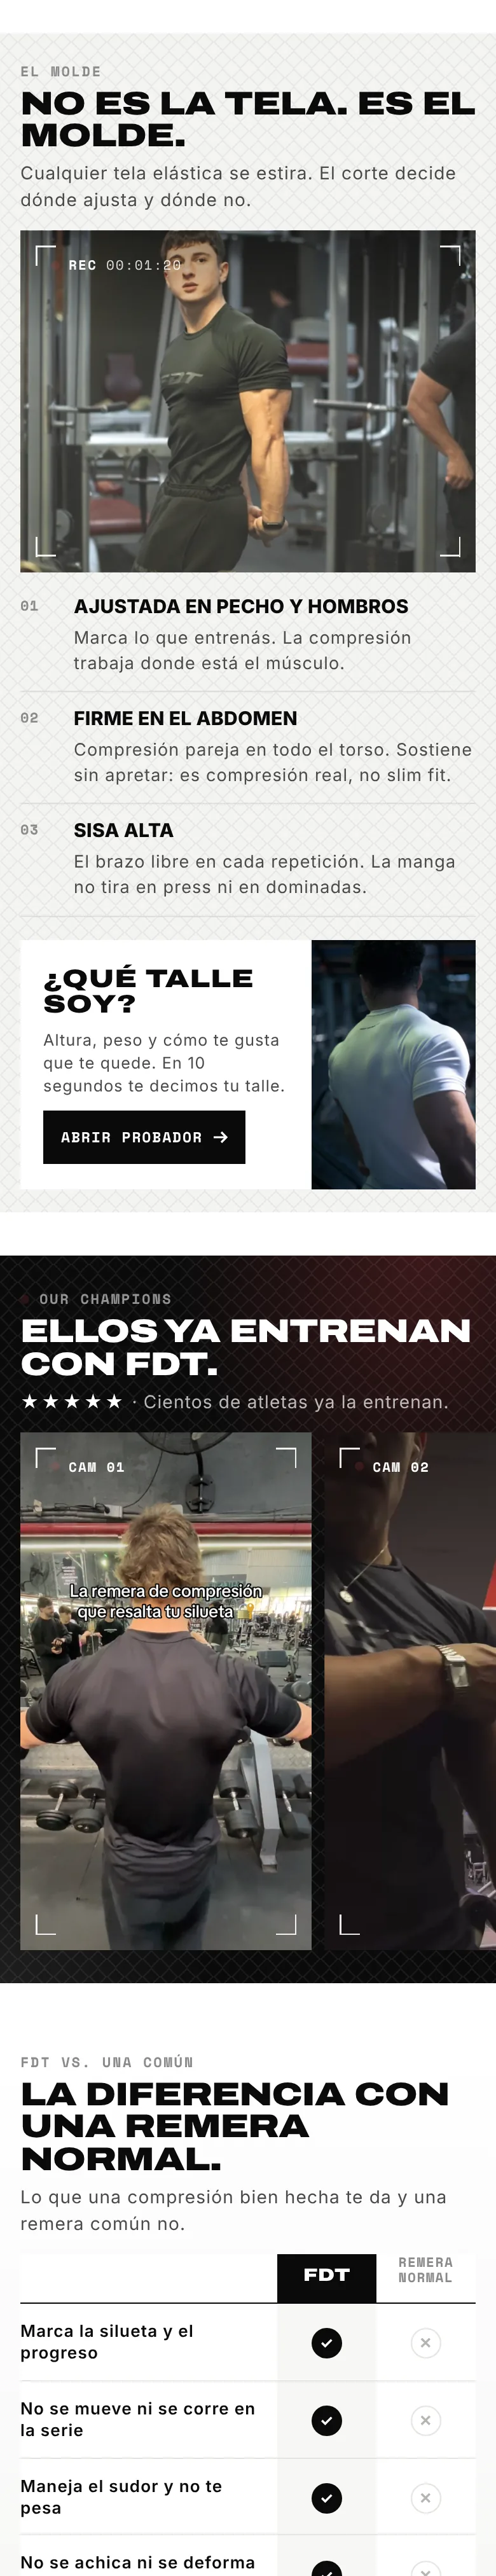 EL MOLDE
NO ES LA TELA. ES EL
MOLDE.
Cualquier tela elástica se estira. El corte decide
dónde ajusta y dónde no.
REC 00:01:20
FDT
01
AJUSTADA EN PECHO Y HOMBROS
Marca lo que entrenás. La compresión
trabaja donde está el músculo.
02
FIRME EN EL ABDOMEN
Compresión pareja en todo el torso. Sostiene
sin apretar: es compresión real, no slim fit.
03
SISA ALTA
El brazo libre en cada repetición. La manga
no tira en press ni en dominadas.
¿QUÉ TALLE
SOY?
Altura, peso y cómo te gusta
que te quede. En 10
segundos te decimos tu talle.
ABRIR PROBADOR →
OUR CHAMPIONS
ELLOS YA ENTRENAN
CON FDT.
★★★★★ · Cientos de atletas ya la entrenan.
CAM 01
La remera de compresión
que resalta tu silueta
CAM 02
FDT VS. UNA COMÚN
LA DIFERENCIA CON
UNA REMERA
NORMAL.
Lo que una compresión bien hecha te da y una
remera común no.
FDT
REMERA
NORMAL
Marca la silueta y el
progreso
No se mueve ni se corre en
la serie
Maneja el sudor y no te
pesa
No se achica ni se deforma